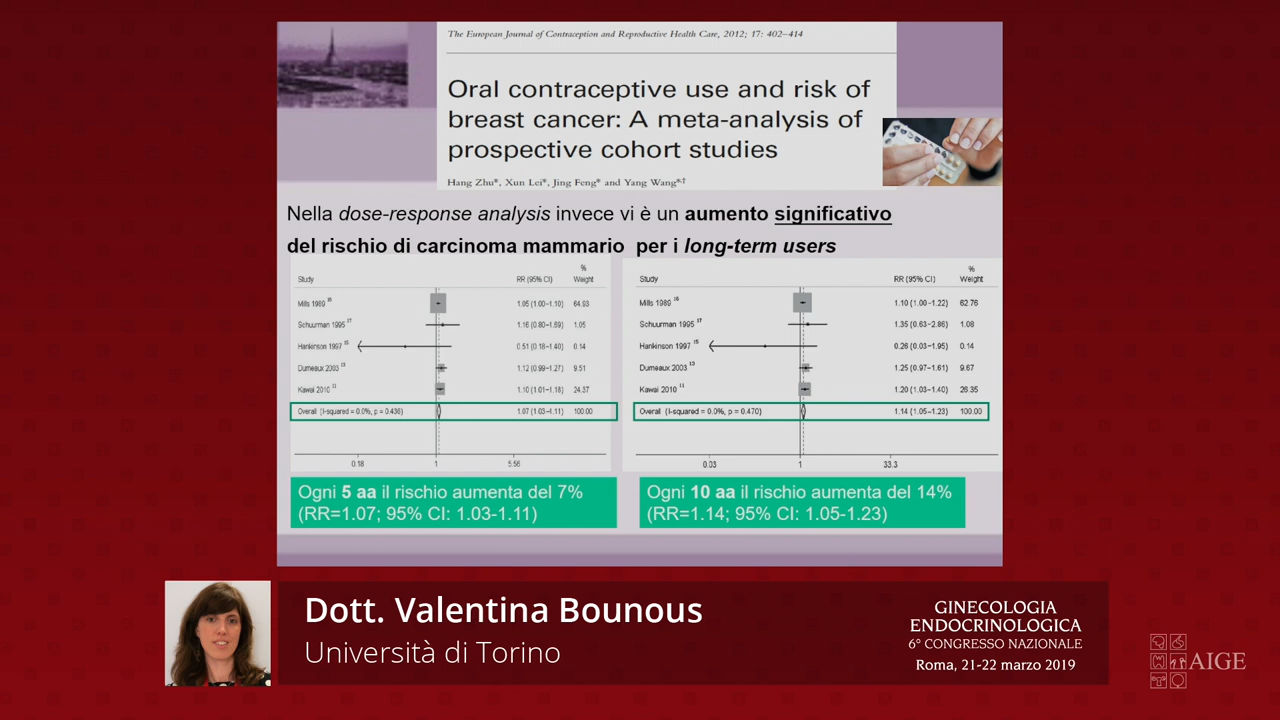 The European Journal of Contraception and Reproductive Health Care, 2012; 17: 402–414
Oral contraceptive use and risk of
breast cancer: A meta-analysis of
prospective cohort studies
Hang Zhu*, Xun Lei*, Jing Feng* and Yang Wang*,†
Nella dose-response analysis invece vi è un aumento significativo
del rischio di carcinoma mammario per i long-term users
Study RR (95% CI) % Weight
Mills 1989 16 1.05 (1.00–1.10) 64.93
Schuurman 1995 17 1.16 (0.80–1.69) 1.05
Hankinson 1997 15 0.51 (0.18–1.40) 0.14
Dumeaux 2003 13 1.12 (0.99–1.27) 9.51
Kawai 2010 11 1.10 (1.01–1.18) 24.37
Overall (I-squared = 0.0%, p = 0.436) 1.07 (1.03–1.11) 100.00
0.18 1 5.56
Study RR (95% CI) % Weight
Mills 1989 16 1.10 (1.00–1.22) 62.76
Schuurman 1995 17 1.35 (0.63–2.86) 1.08
Hankinson 1997 15 0.26 (0.03–1.95) 0.14
Dumeaux 2003 13 1.25 (0.97–1.61) 9.67
Kawai 2010 11 1.20 (1.03–1.40) 26.35
Overall (I-squared = 0.0%, p = 0.470) 1.14 (1.05–1.23) 100.00
0.03 1 33.3
Ogni 5 aa il rischio aumenta del 7%
(RR=1.07; 95% CI: 1.03-1.11)
Ogni 10 aa il rischio aumenta del 14%
(RR=1.14; 95% CI: 1.05-1.23)
Dott. Valentina Bounous
Università di Torino
GINECOLOGIA
ENDOCRINOLOGICA
6° CONGRESSO NAZIONALE
Roma, 21-22 marzo 2019
AIGE